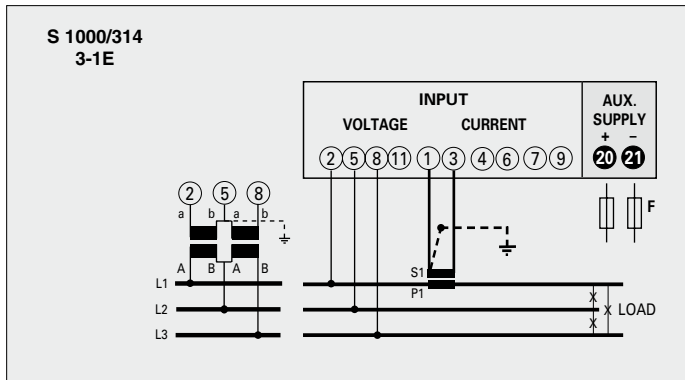 S 1000/314
3-1E
INPUT
AUX.
SUPPLY
VOLTAGE CURRENT
+ –
2 5 8 11 1 3 4 6 7 9 20 21
2 5 8
F
a b a b
A B A B
S1
L1
P1
L2
X
X LOAD
X
L3